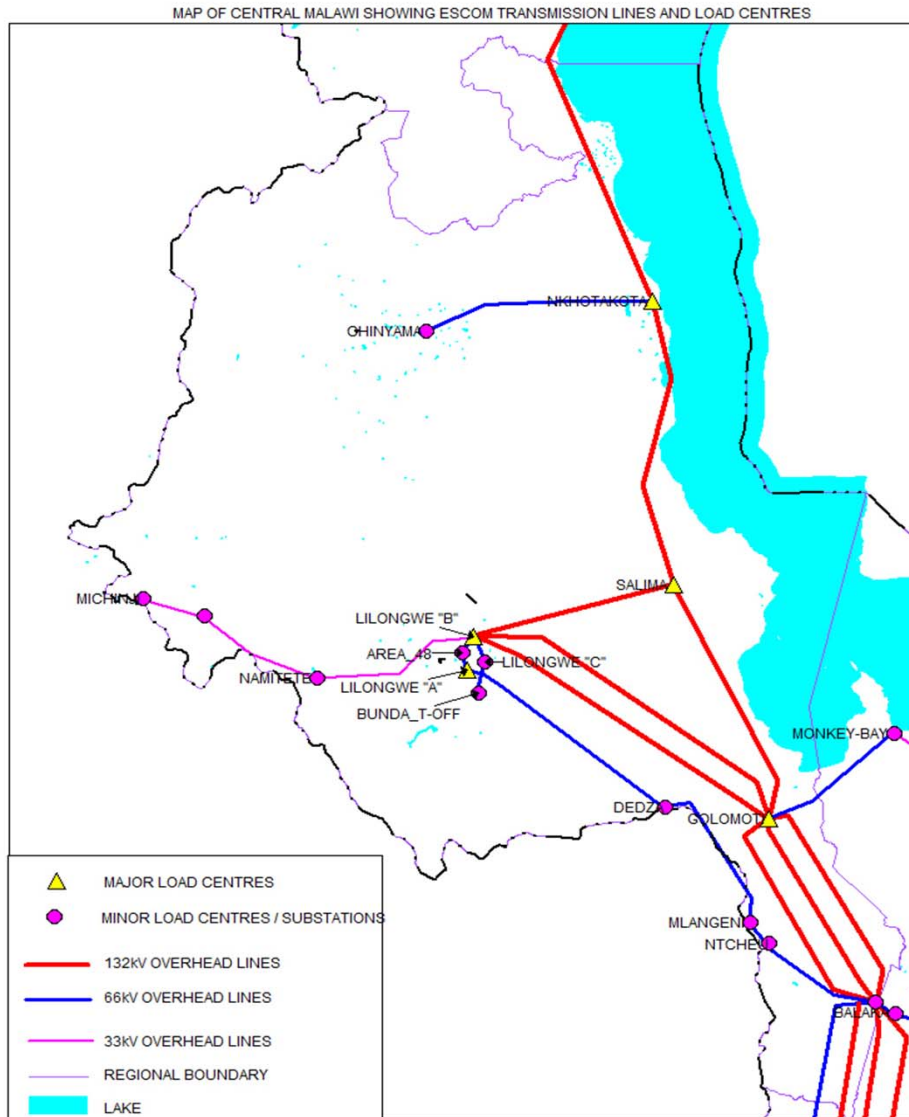 MAP OF CENTRAL MALAWI SHOWING ESCOM TRANSMISSION LINES AND LOAD CENTRES
NKHOTAKOTA
CHINYAMA
SALIMA
MICHINJI
LILONGWE "B"
AREA_48
LILONGWE "C"
NAMITETE
LILONGWE "A"
BUNDA_T-OFF
MONKEY-BAY
DEDZA
GOLOMOTI
MLANGENI
NTCHEU
BALAKA
MAJOR LOAD CENTRES
MINOR LOAD CENTRES / SUBSTATIONS
132kV OVERHEAD LINES
66kV OVERHEAD LINES
33kV OVERHEAD LINES
REGIONAL BOUNDARY
LAKE